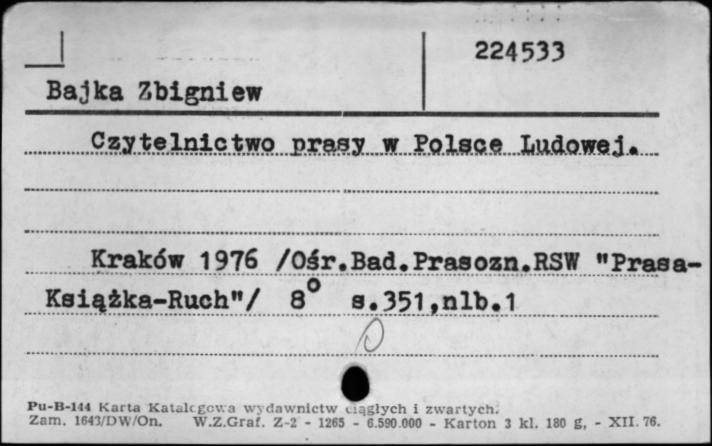 224533
Bajka Zbigniew
Czytelnictwo prasy w Polsce Ludowej.
Kraków 1976 /Ośr.Bad.Prasozn.RSW "Prasa-
Książka-Ruch"/ 8° s.351,nlb.1
Pu-B-144 Karta Katalogowa wydawnictw ciągłych i zwartych.
Zam. 1643/DW/On. W.Z.Graf. Z-2 - 1265 - 6.590.000 - Karton 3 kl. 180 g, - XII. 76.